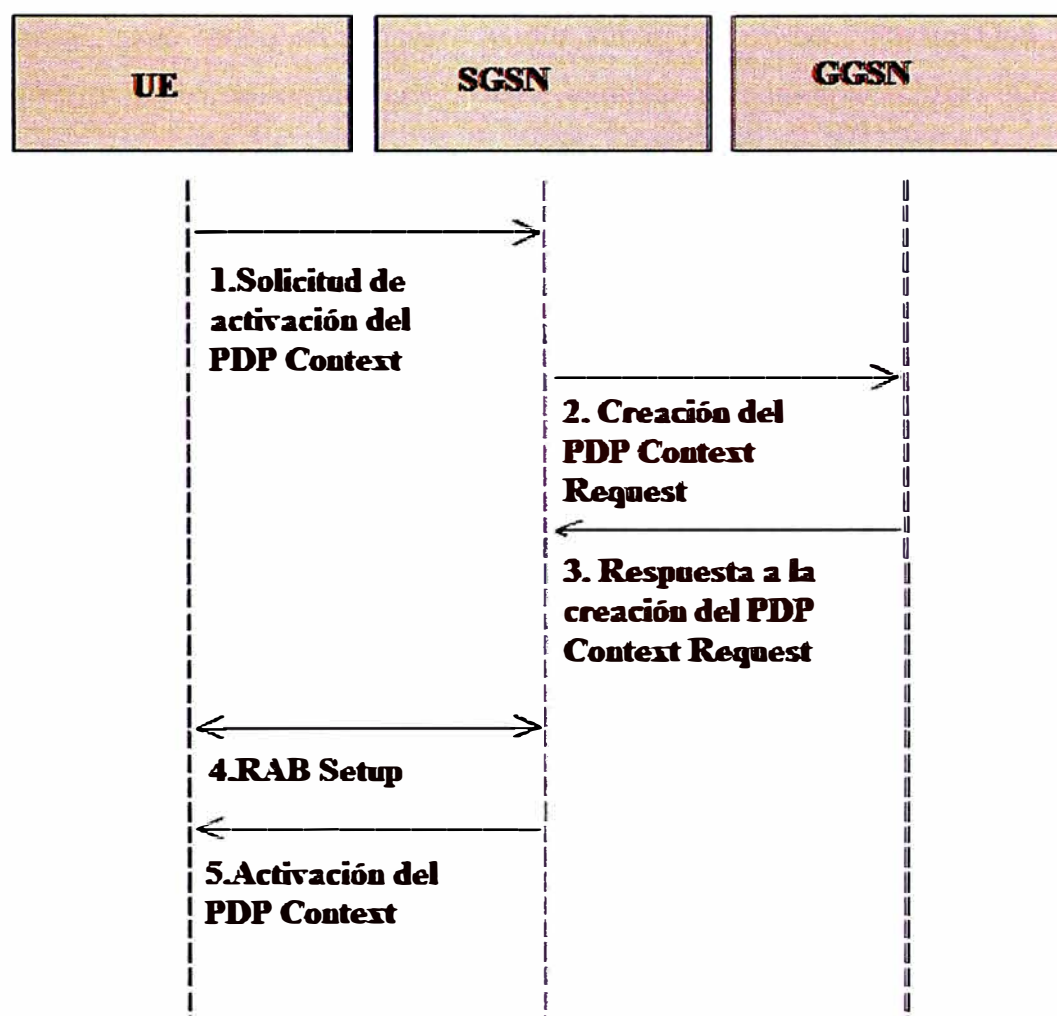 UE
SGSN
GGSN
1.Solicitud de
activación del
PDP Context
2. Creación del
PDP Context
Request
3. Respuesta a la
creación del PDP
Context Request
4.RAB Setup
5.Activación del
PDP Context